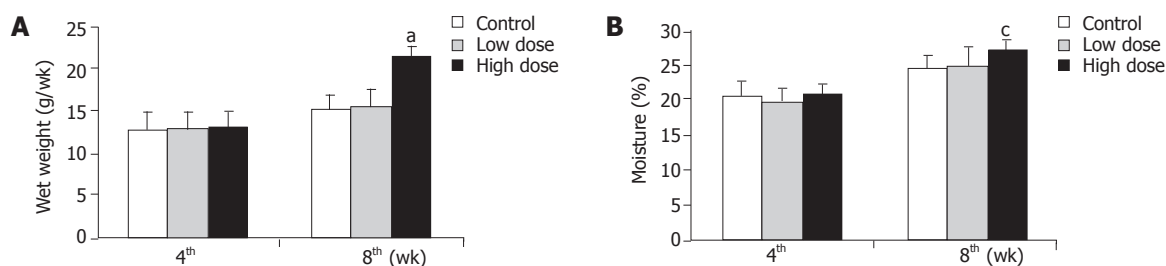 A
Wet weight (g/wk)
25
20
15
10
5
0
a
4th
8th (wk)
Control
Low dose
High dose
B
Moisture (%)
30
25
20
15
10
5
0
c
4th
8th (wk)
Control
Low dose
High dose